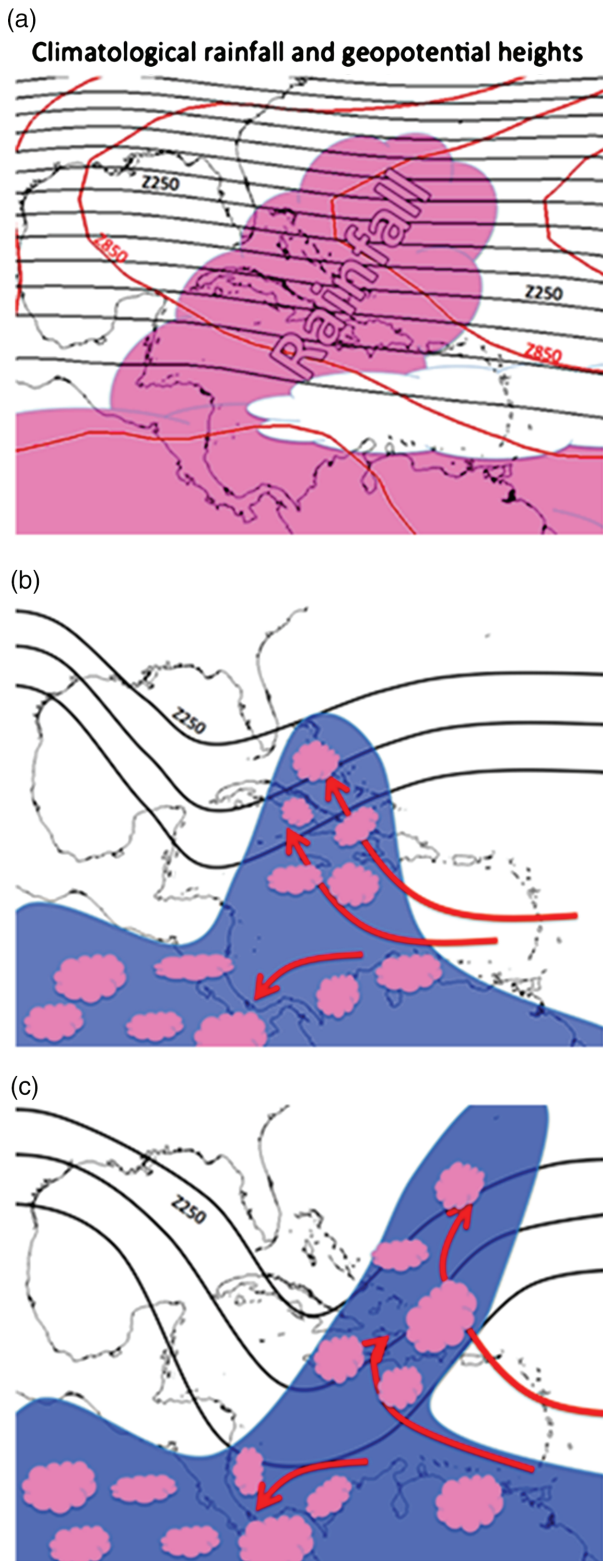 (a)
Climatological rainfall and geopotential heights
Z250
Z850
Rainfall
Z250
Z850
(b)
Z250
(c)
Z250